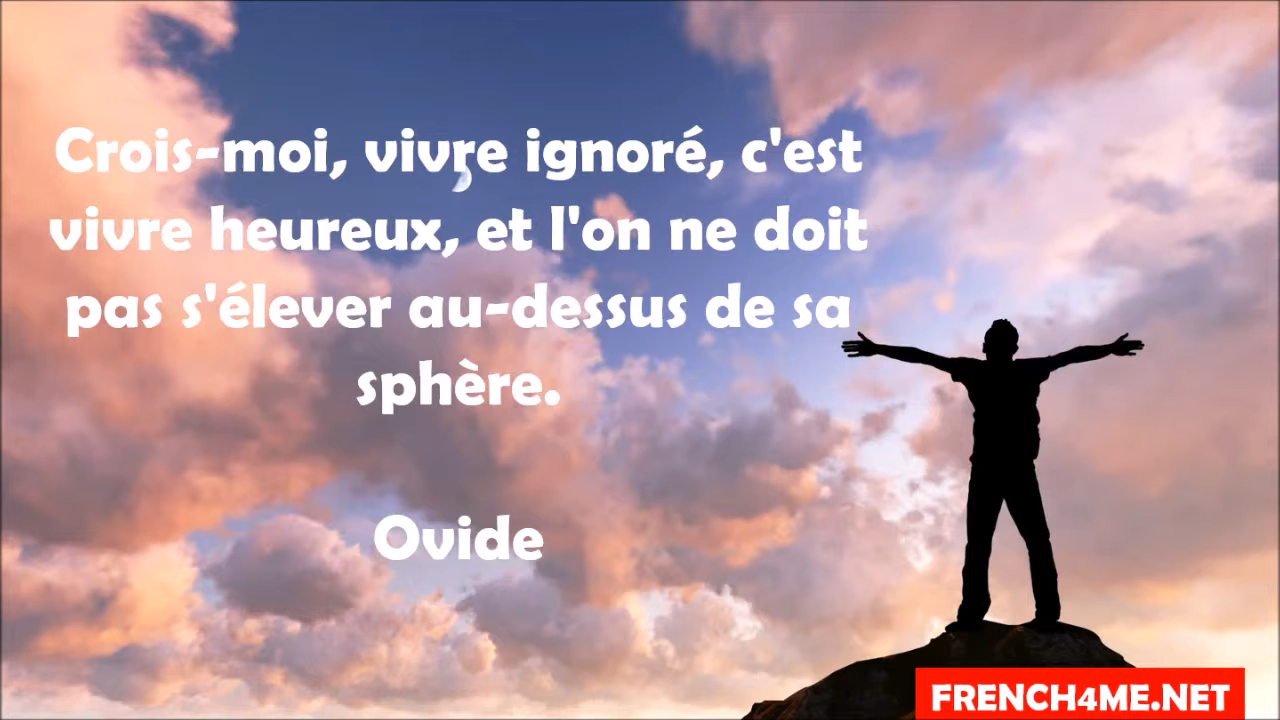 Crois-moi, vivre ignoré, c'est
vivre heureux, et l'on ne doit
pas s'élever au-dessus de sa
sphère.
Ovide
FRENCH4ME.NET